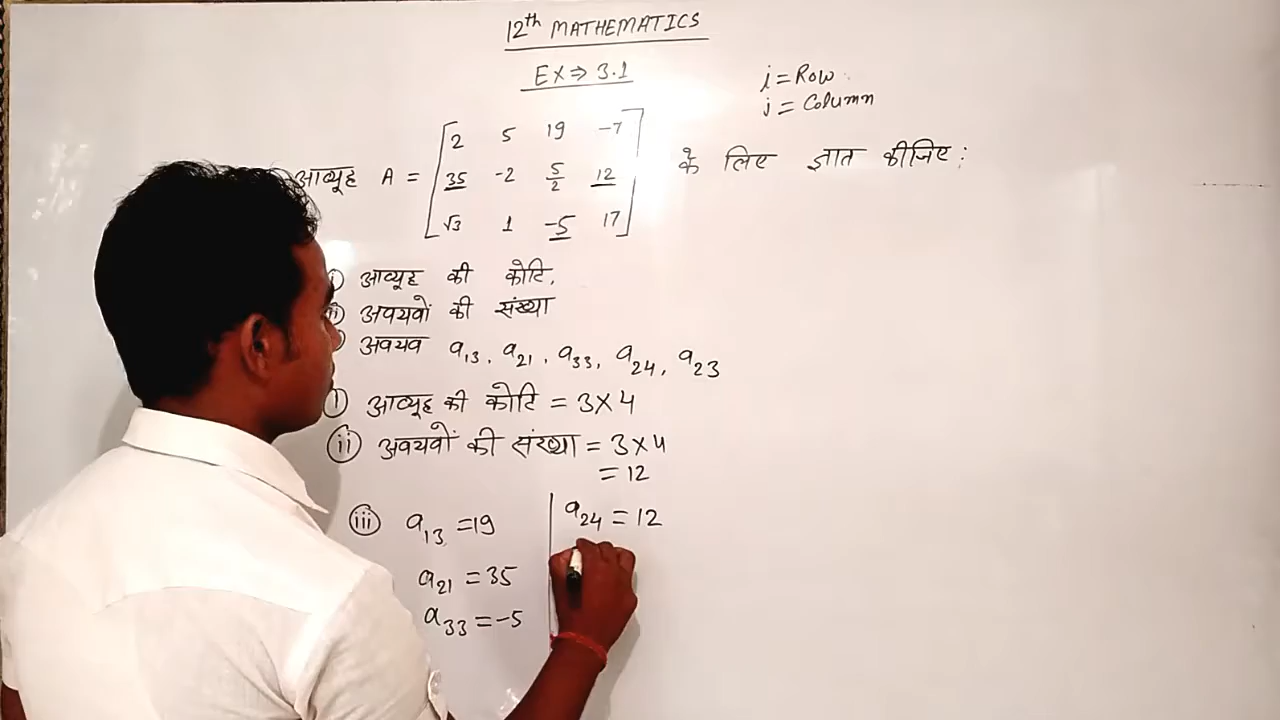 12th MATHEMATICS
EX⇒ 3.1
i = Row
j = Column
आव्यूह A = [2 5 19 -7
35 -2 5/2 12
√3 1 -5 17] के लिए ज्ञात कीजिए :
आव्यूह की कोटि,
अवयवों की संख्या
अवयव a13, a21, a33, a24, a23
आव्यूह की कोटि = 3×4
(ii) अवयवों की संख्या = 3×4
= 12
(iii) a13 = 19
a21 = 35
a33 = -5
a24 = 12